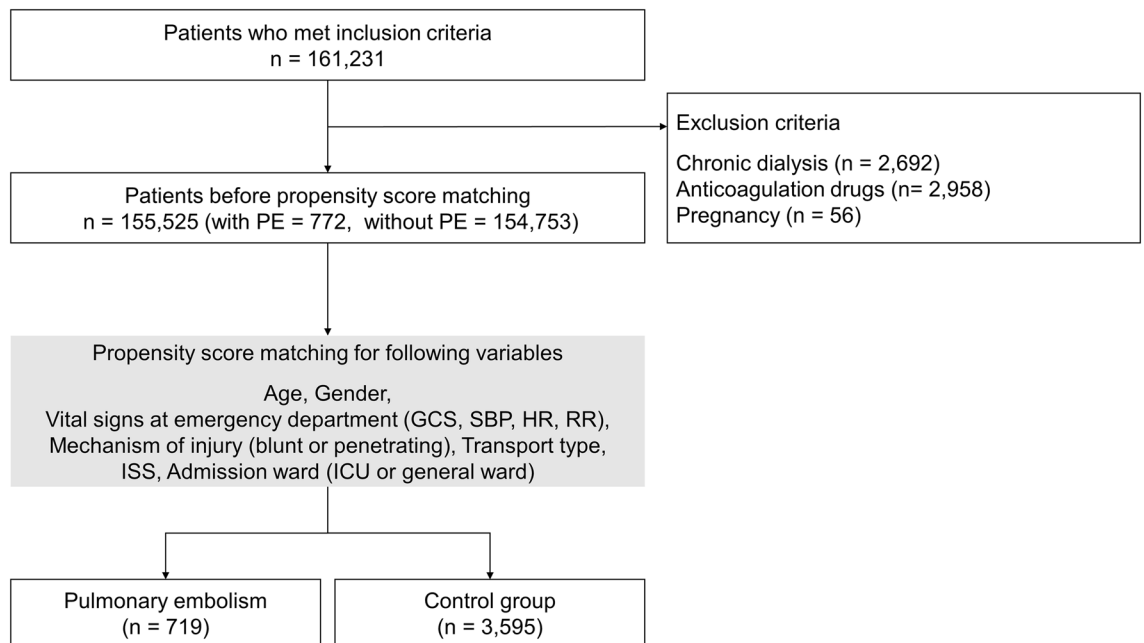 Patients who met inclusion criteria
n = 161,231
Exclusion criteria
Chronic dialysis (n = 2,692)
Anticoagulation drugs (n= 2,958)
Pregnancy (n = 56)
Patients before propensity score matching
n = 155,525 (with PE = 772,  without PE = 154,753)
Propensity score matching for following variables
Age, Gender,
Vital signs at emergency department (GCS, SBP, HR, RR),
Mechanism of injury (blunt or penetrating), Transport type,
ISS, Admission ward (ICU or general ward)
Pulmonary embolism
(n = 719)
Control group
(n = 3,595)